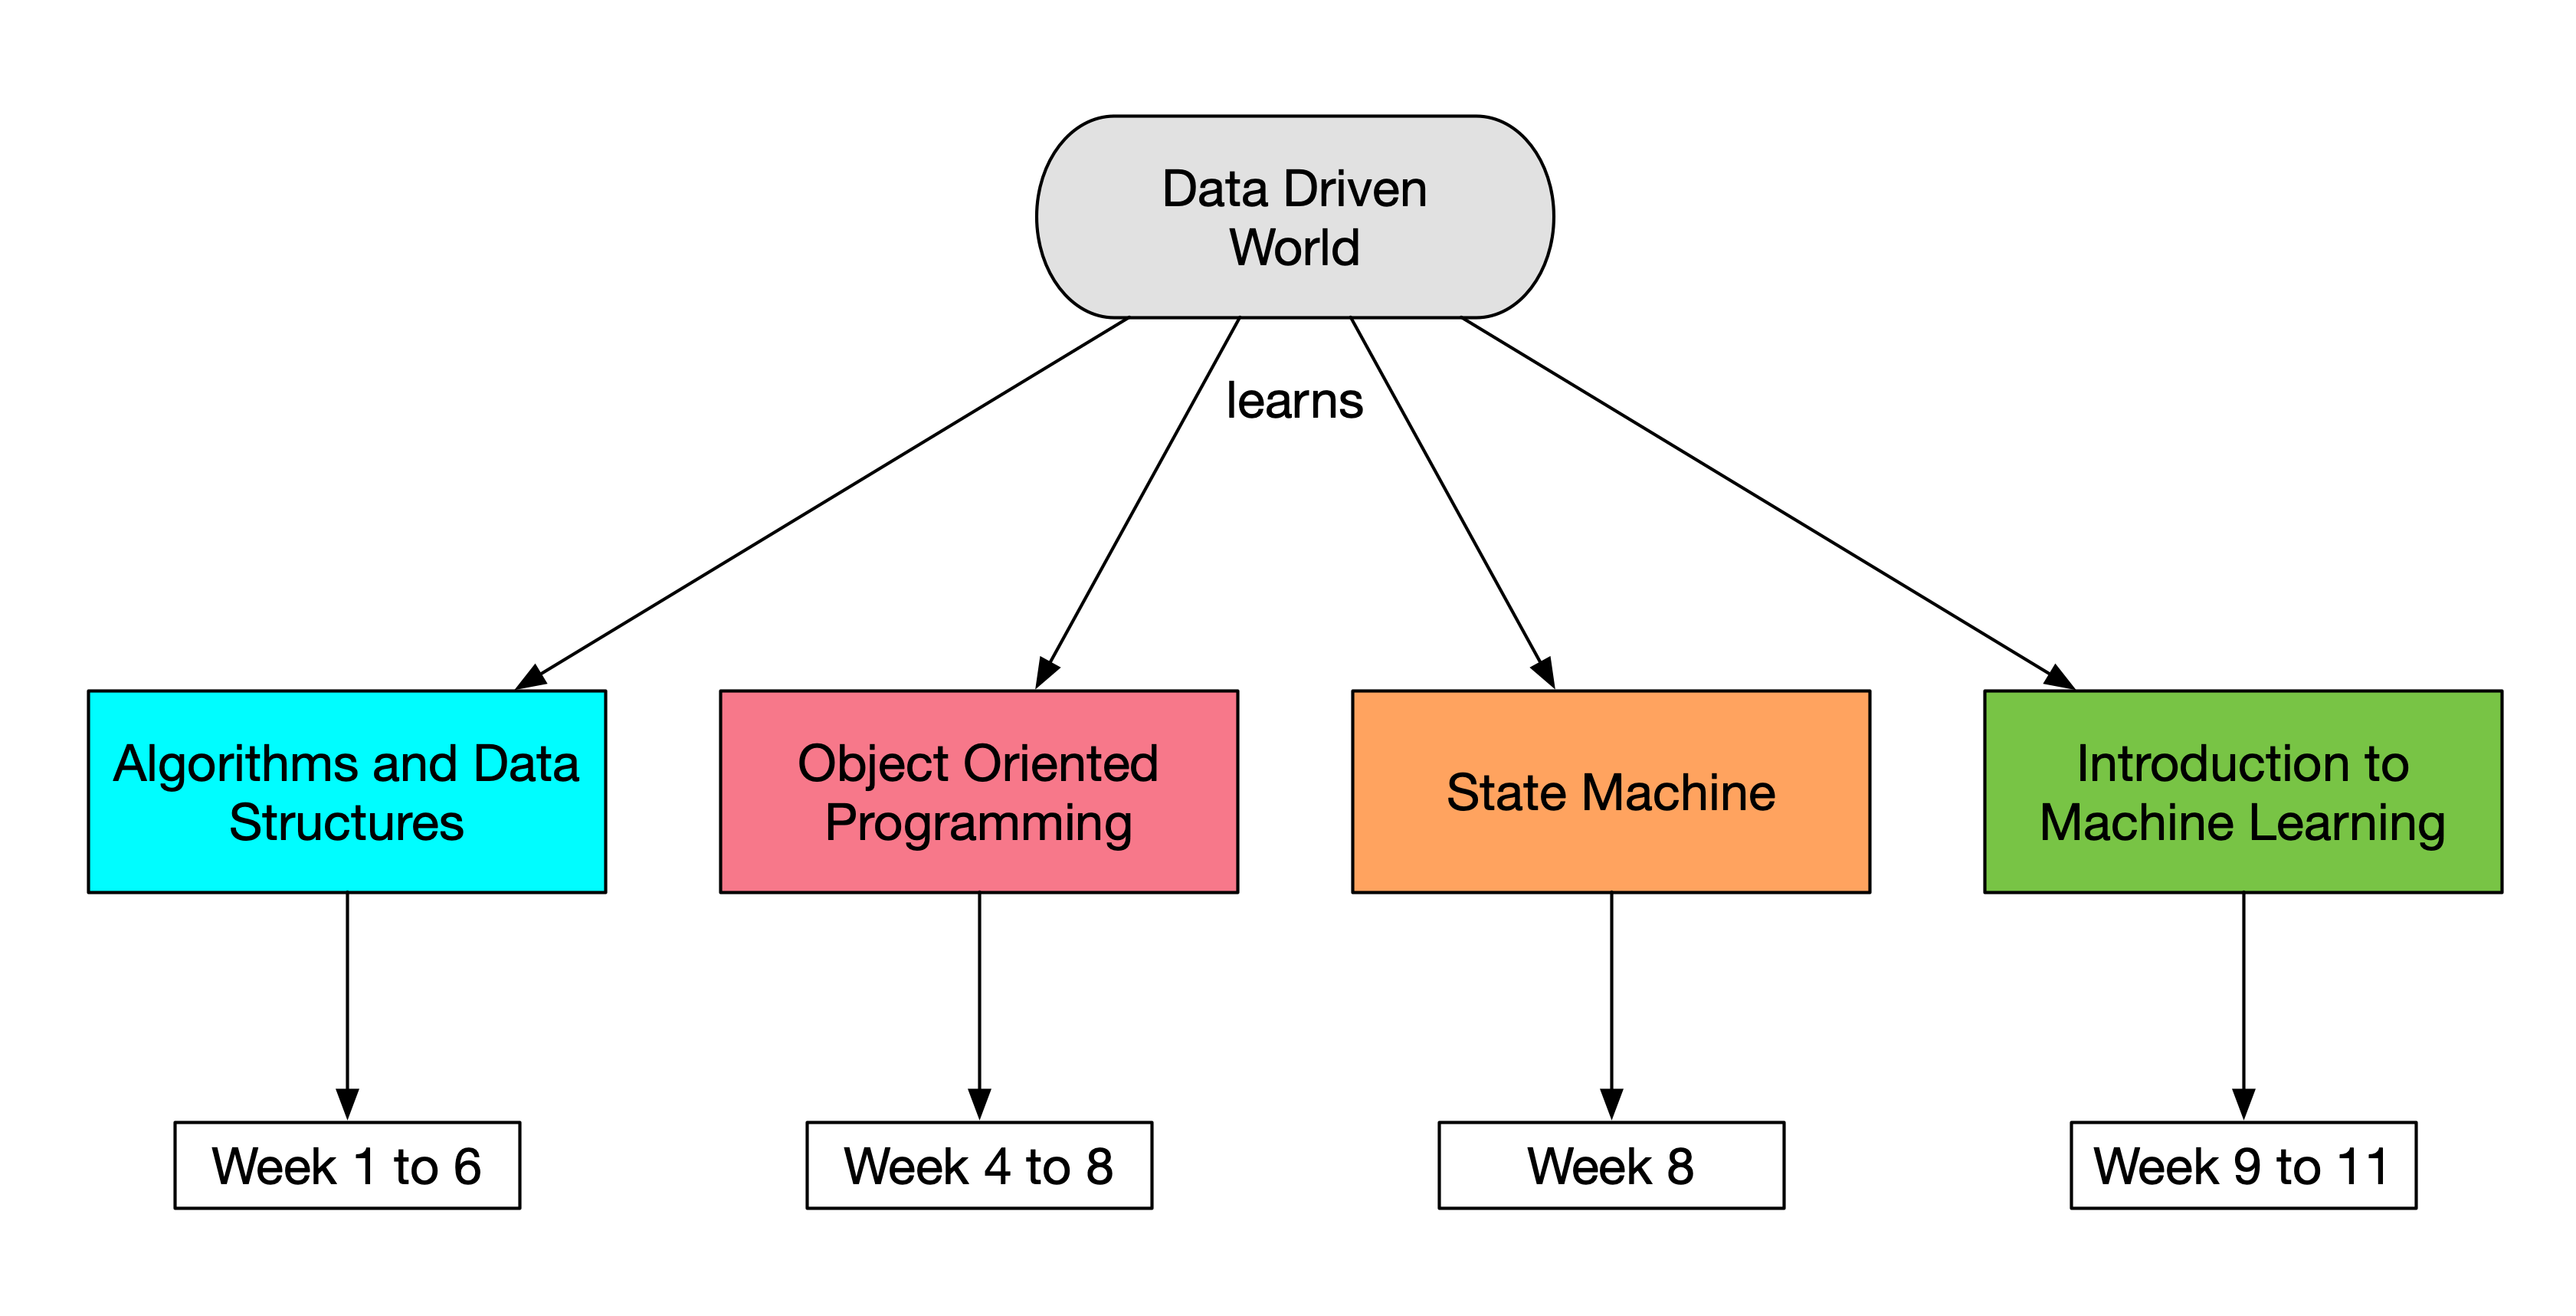 Data Driven
World
learns
Algorithms and Data
Structures
Object Oriented
Programming
State Machine
Introduction to
Machine Learning
Week 1 to 6
Week 4 to 8
Week 8
Week 9 to 11